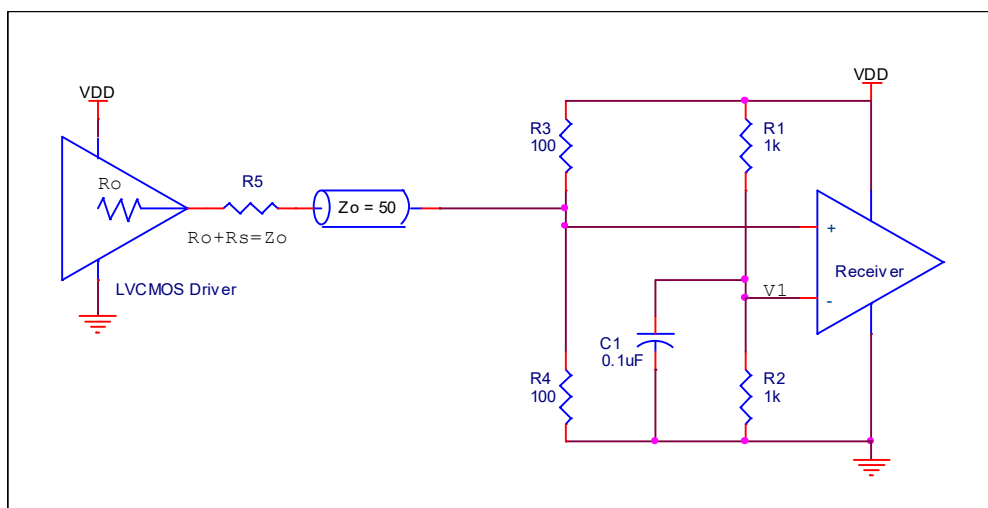 VDD
VDD
R3
100
R1
1k
Ro
R5
Zo = 50
Ro+Rs=Zo
+
Receiver
LVCMOS Driver
V1
-
C1
0.1uF
R4
100
R2
1k